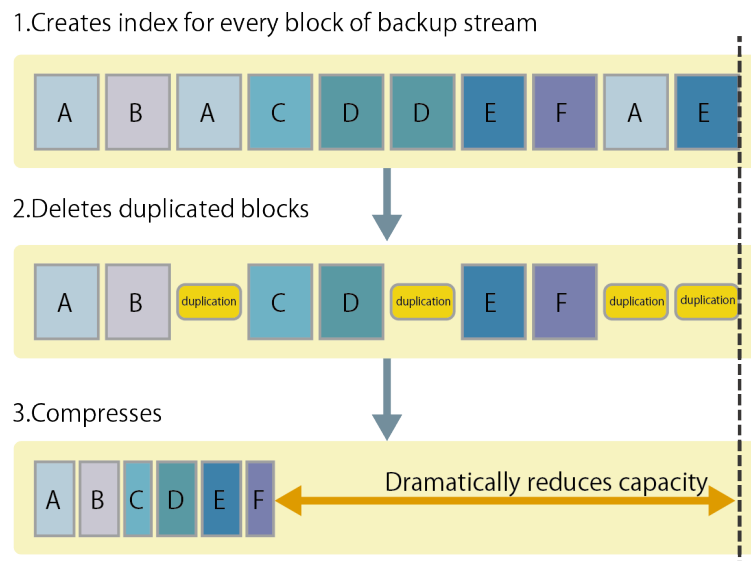 1.Creates index for every block of backup stream
A B A C D D E F A E
2.Deletes duplicated blocks
A B duplication C D duplication E F duplication duplication
3.Compresses
A B C D E F Dramatically reduces capacity